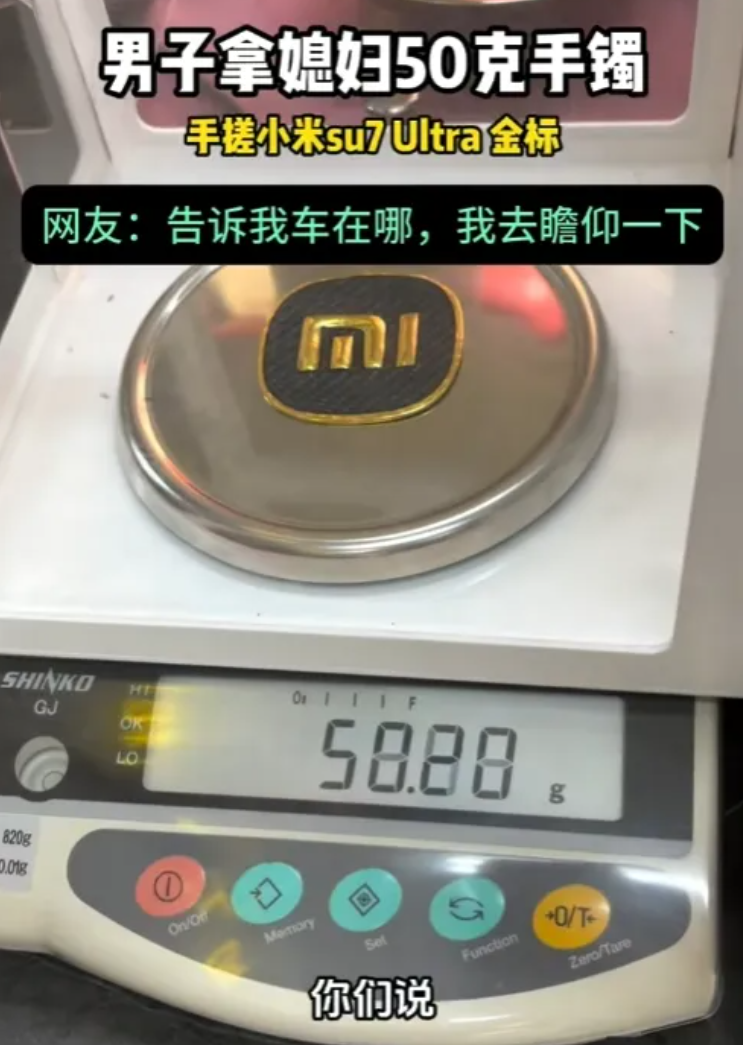 男子拿媳妇50克手镯
手搓小米su7 Ultra 金标
网友：告诉我车在哪，我去瞻仰一下
mi
SHINKO
GJ
HI
OK
LO
0 F
58.88 g
820g
0.01g
On/Off
Memory
Set
Function
→0/T←
Zero/Tare
你们说